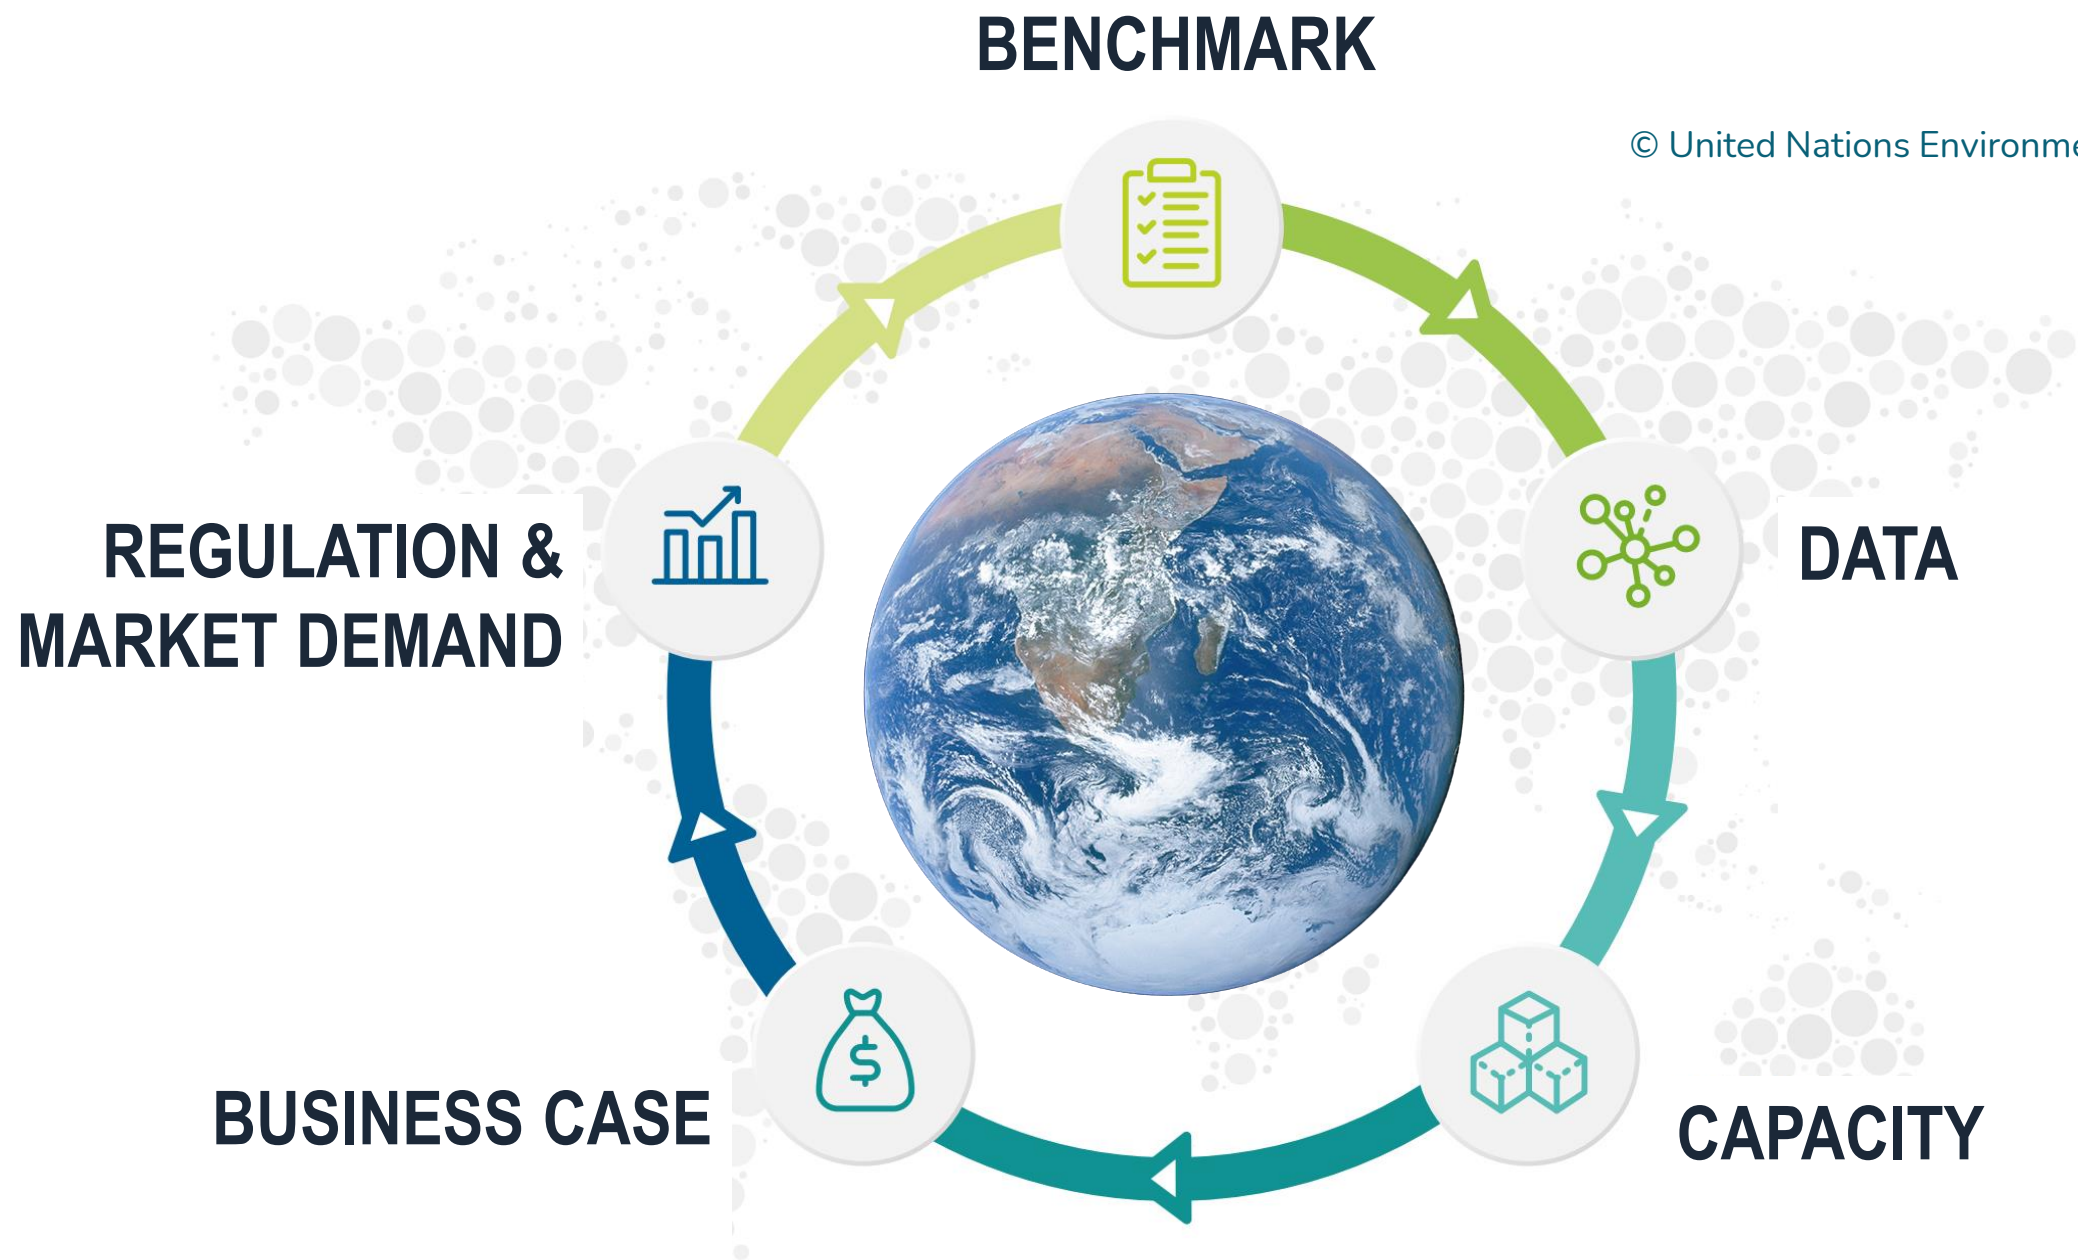 BENCHMARK
© United Nations Environme
REGULATION &
MARKET DEMAND
DATA
BUSINESS CASE
CAPACITY
$